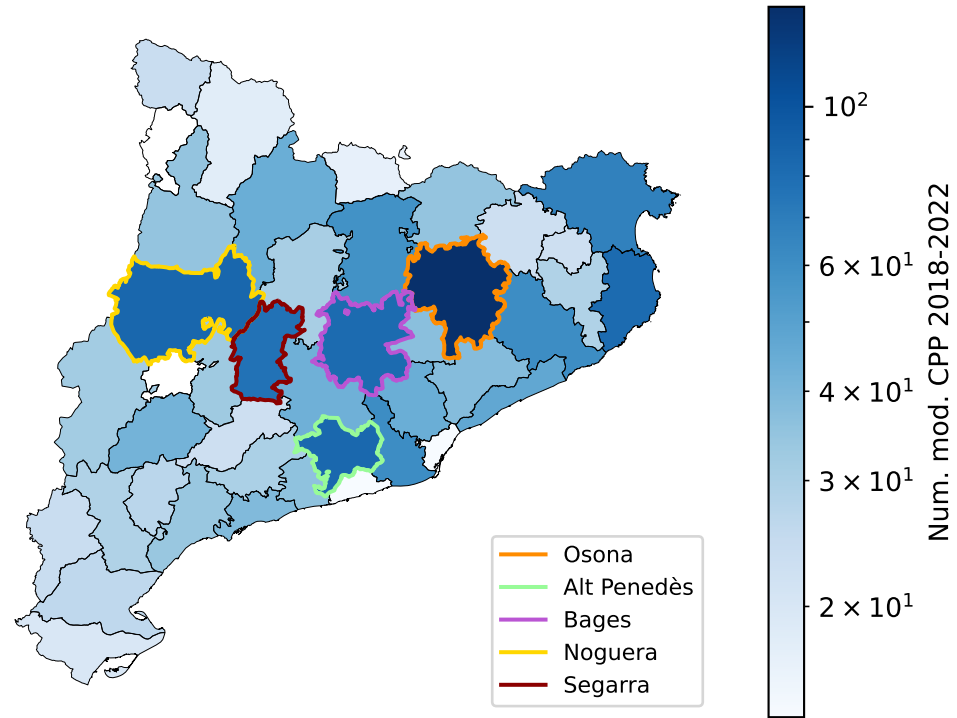 10²
6 × 10¹
4 × 10¹
3 × 10¹
2 × 10¹
Num. mod. CPP 2018-2022
Osona
Alt Penedès
Bages
Noguera
Segarra